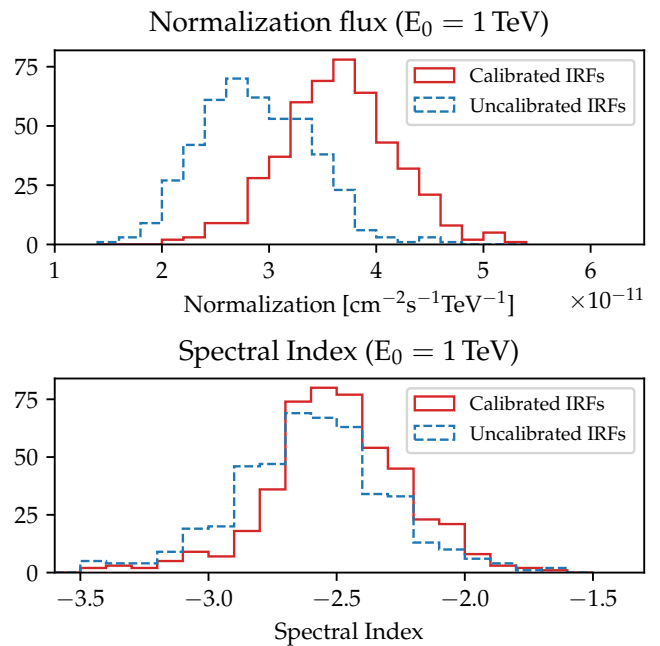 Normalization flux (E₀ = 1 TeV)
75
50
25
0
Calibrated IRFs
Uncalibrated IRFs
1 2 3 4 5 6
Normalization [cm⁻²s⁻¹TeV⁻¹] ×10⁻¹¹
Spectral Index (E₀ = 1 TeV)
75
50
25
0
Calibrated IRFs
Uncalibrated IRFs
−3.5 −3.0 −2.5 −2.0 −1.5
Spectral Index